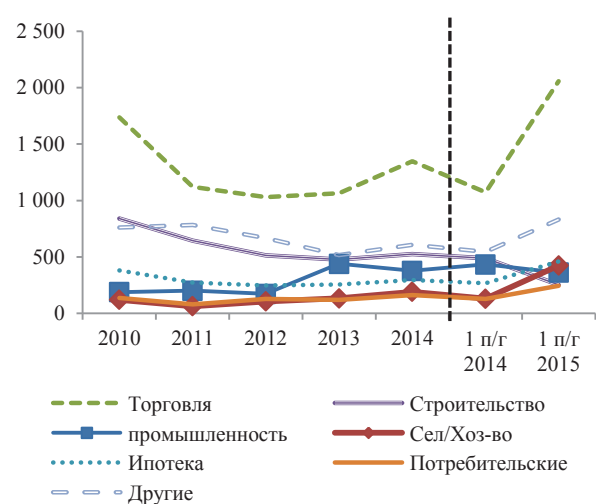 2 500
2 000
1 500
1 000
500
0
2010 2011 2012 2013 2014 1 п/г 1 п/г
2014 2015
Торговля Строительство
промышленность Сел/Хоз-во
Ипотека Потребительские
Другие